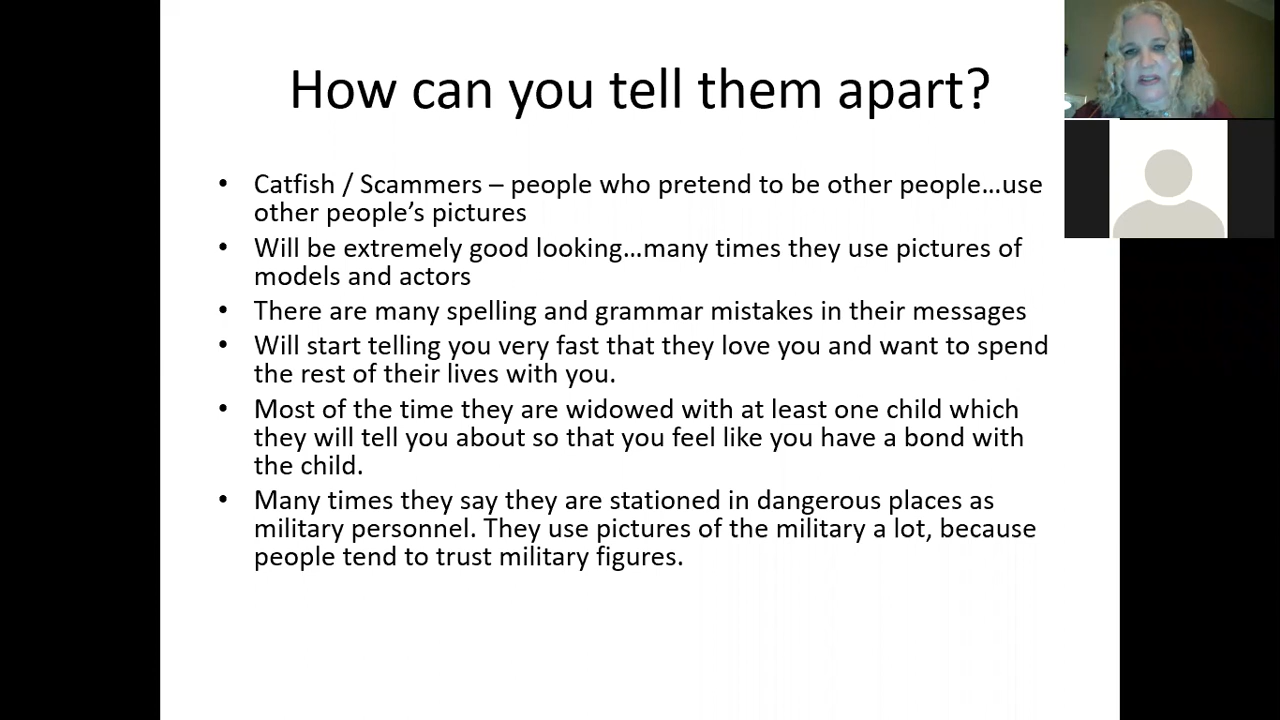 How can you tell them apart?
• Catfish / Scammers – people who pretend to be other people…use
other people's pictures
• Will be extremely good looking…many times they use pictures of
models and actors
• There are many spelling and grammar mistakes in their messages
• Will start telling you very fast that they love you and want to spend
the rest of their lives with you.
• Most of the time they are widowed with at least one child which
they will tell you about so that you feel like you have a bond with
the child.
• Many times they say they are stationed in dangerous places as
military personnel. They use pictures of the military a lot, because
people tend to trust military figures.